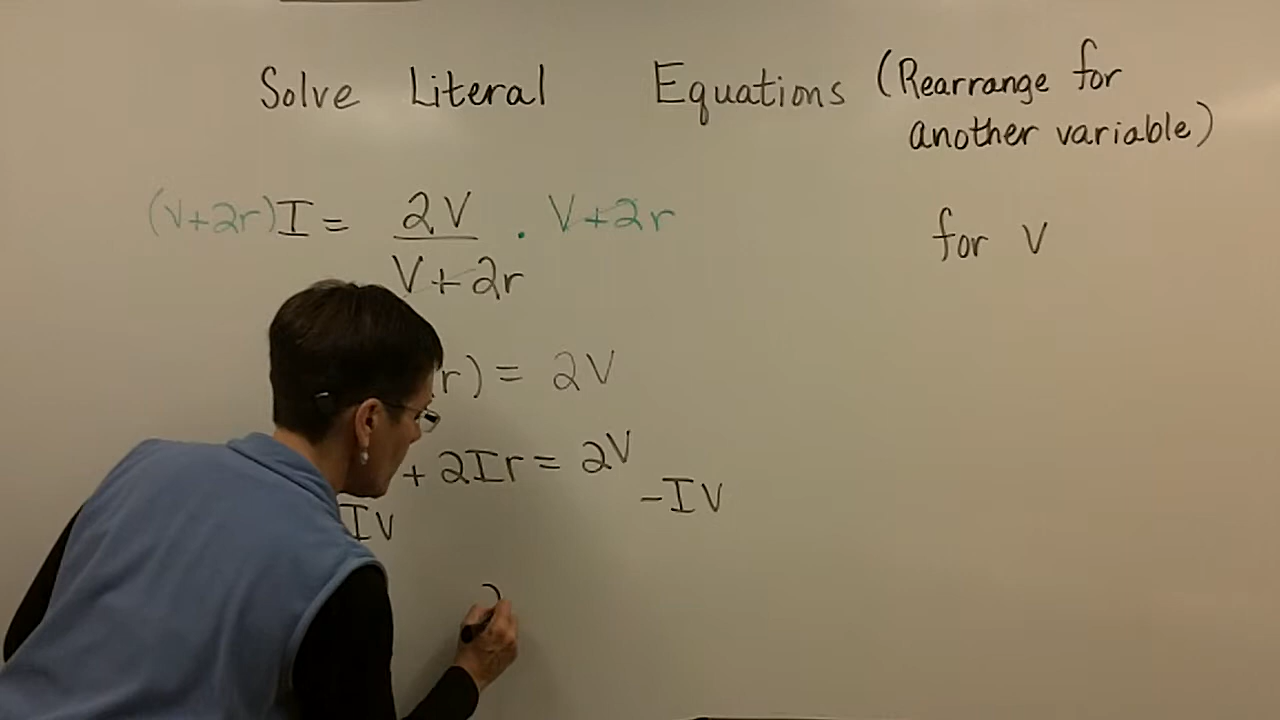 Solve Literal Equations (Rearrange for
another variable)
(V+2r)I = 2V/V+2r · V+2r
for V
r) = 2V
+ 2Ir = 2V
IV -IV